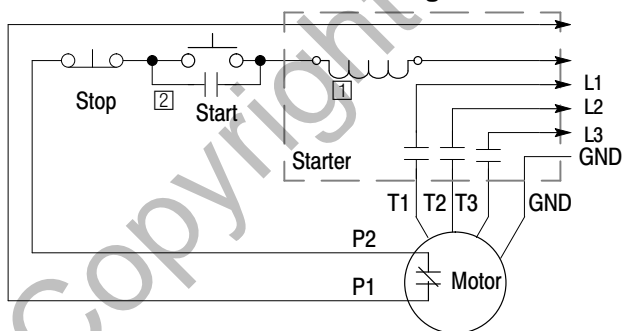 L1
1
2
Stop
Start
L2
L3
Starter
GND
T1 T2 T3
GND
P2
P1
Motor
Copyright